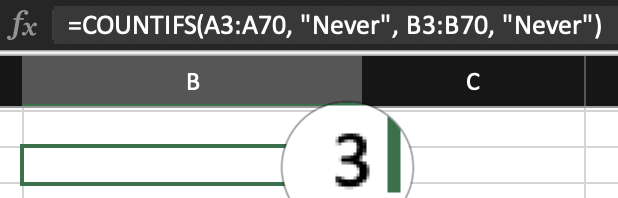 fx =COUNTIFS(A3:A70, "Never", B3:B70, "Never")
B C
3